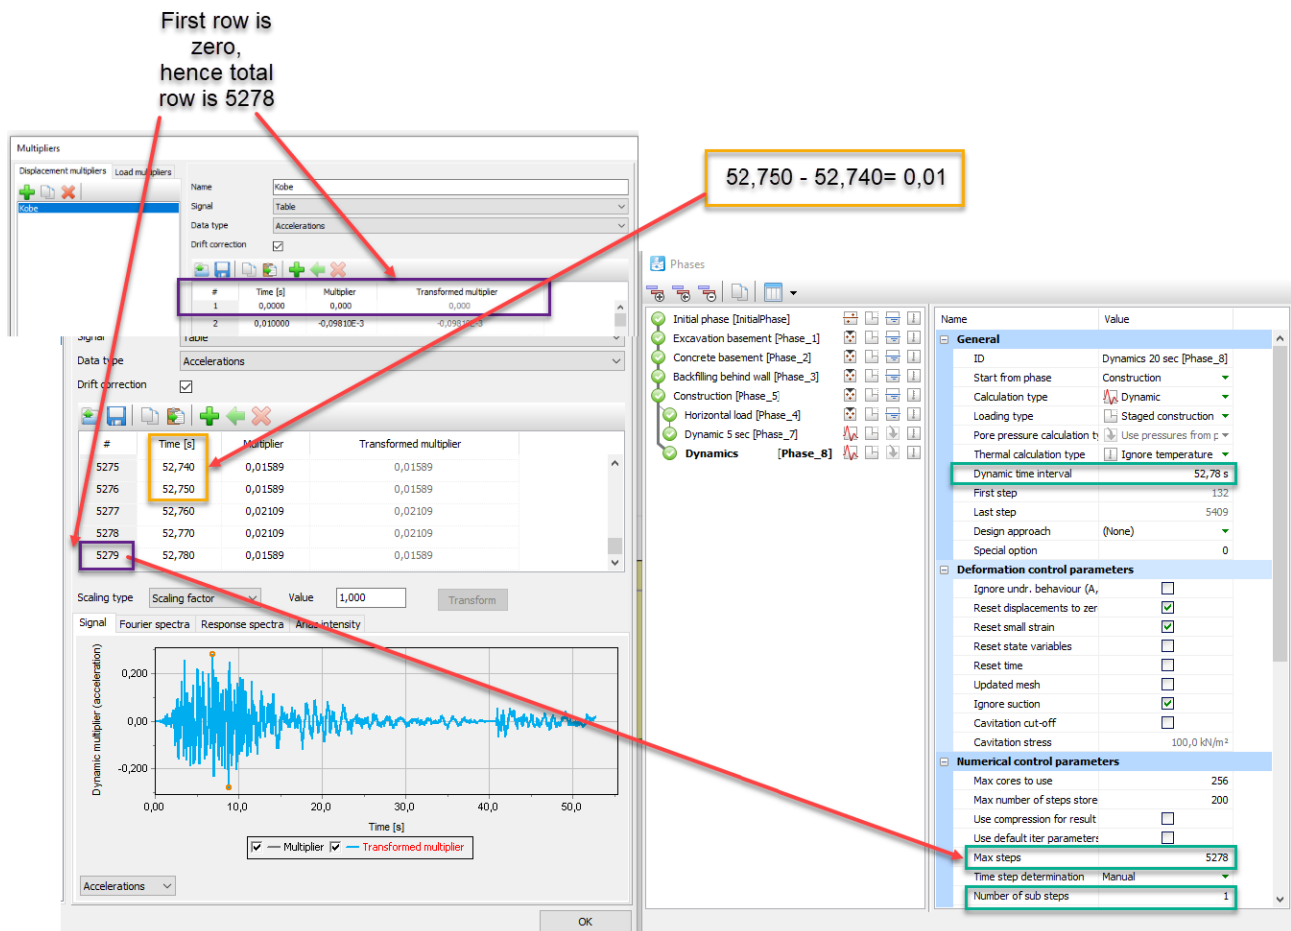 First row is
zero,
hence total
row is 5278
Multipliers
Displacement multipliers Load multipliers
Kobe
Name Kobe
Signal Table
Data type Accelerations
Drift correction
# Time [s] Multiplier Transformed multiplier
1 0,0000 0,000 0,000
2 0,010000 -0,09810E-3 -0,09810E-3
52,750 - 52,740= 0,01
Signal Table
Data type Accelerations
Drift correction
# Time [s] Multiplier Transformed multiplier
5275 52,740 0,01589 0,01589
5276 52,750 0,01589 0,01589
5277 52,760 0,02109 0,02109
5278 52,770 0,02109 0,02109
5279 52,780 0,01589 0,01589
Scaling type Scaling factor Value 1,000 Transform
Signal Fourier spectra Response spectra Arias intensity
Dynamic multiplier (acceleration)
0,200
0,00
-0,200
0,00 10,0 20,0 30,0 40,0 50,0
Time [s]
Multiplier Transformed multiplier
Accelerations
OK
Phases
Initial phase [InitialPhase]
Excavation basement [Phase_1]
Concrete basement [Phase_2]
Backfilling behind wall [Phase_3]
Construction [Phase_5]
Horizontal load [Phase_4]
Dynamic 5 sec [Phase_7]
Dynamics [Phase_8]
Name Value
General
ID Dynamics 20 sec [Phase_8]
Start from phase Construction
Calculation type Dynamic
Loading type Staged construction
Pore pressure calculation ty Use pressures from p
Thermal calculation type Ignore temperature
Dynamic time interval 52,78 s
First step 132
Last step 5409
Design approach (None)
Special option 0
Deformation control parameters
Ignore undr. behaviour (A,
Reset displacements to zer
Reset small strain
Reset state variables
Reset time
Updated mesh
Ignore suction
Cavitation cut-off
Cavitation stress 100,0 kN/m²
Numerical control parameters
Max cores to use 256
Max number of steps store 200
Use compression for result
Use default iter parameters
Max steps 5278
Time step determination Manual
Number of sub steps 1